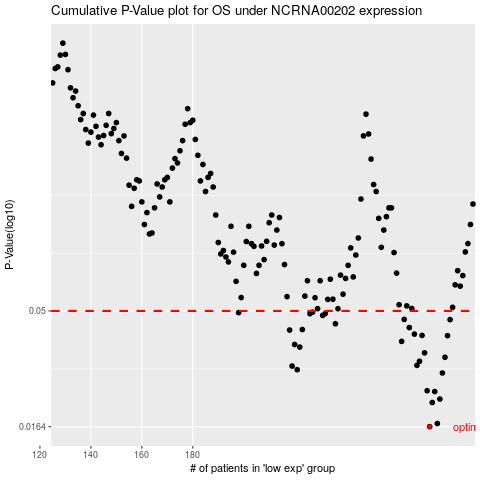 Cumulative P-Value plot for OS under NCRNA00202 expression
P-Value(log10)
0.05
0.0164
optim
120 140 160 180
# of patients in 'low exp' group